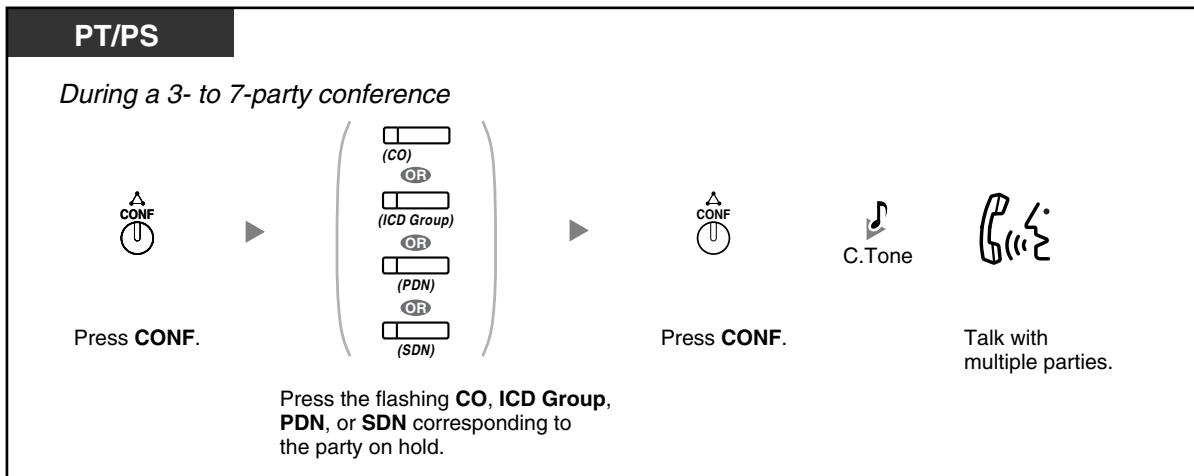 PT/PS
During a 3- to 7-party conference
CONF
Press CONF.
(CO)
OR
(ICD Group)
OR
(PDN)
OR
(SDN)
Press the flashing CO, ICD Group,
PDN, or SDN corresponding to
the party on hold.
CONF
Press CONF.
C.Tone
Talk with
multiple parties.